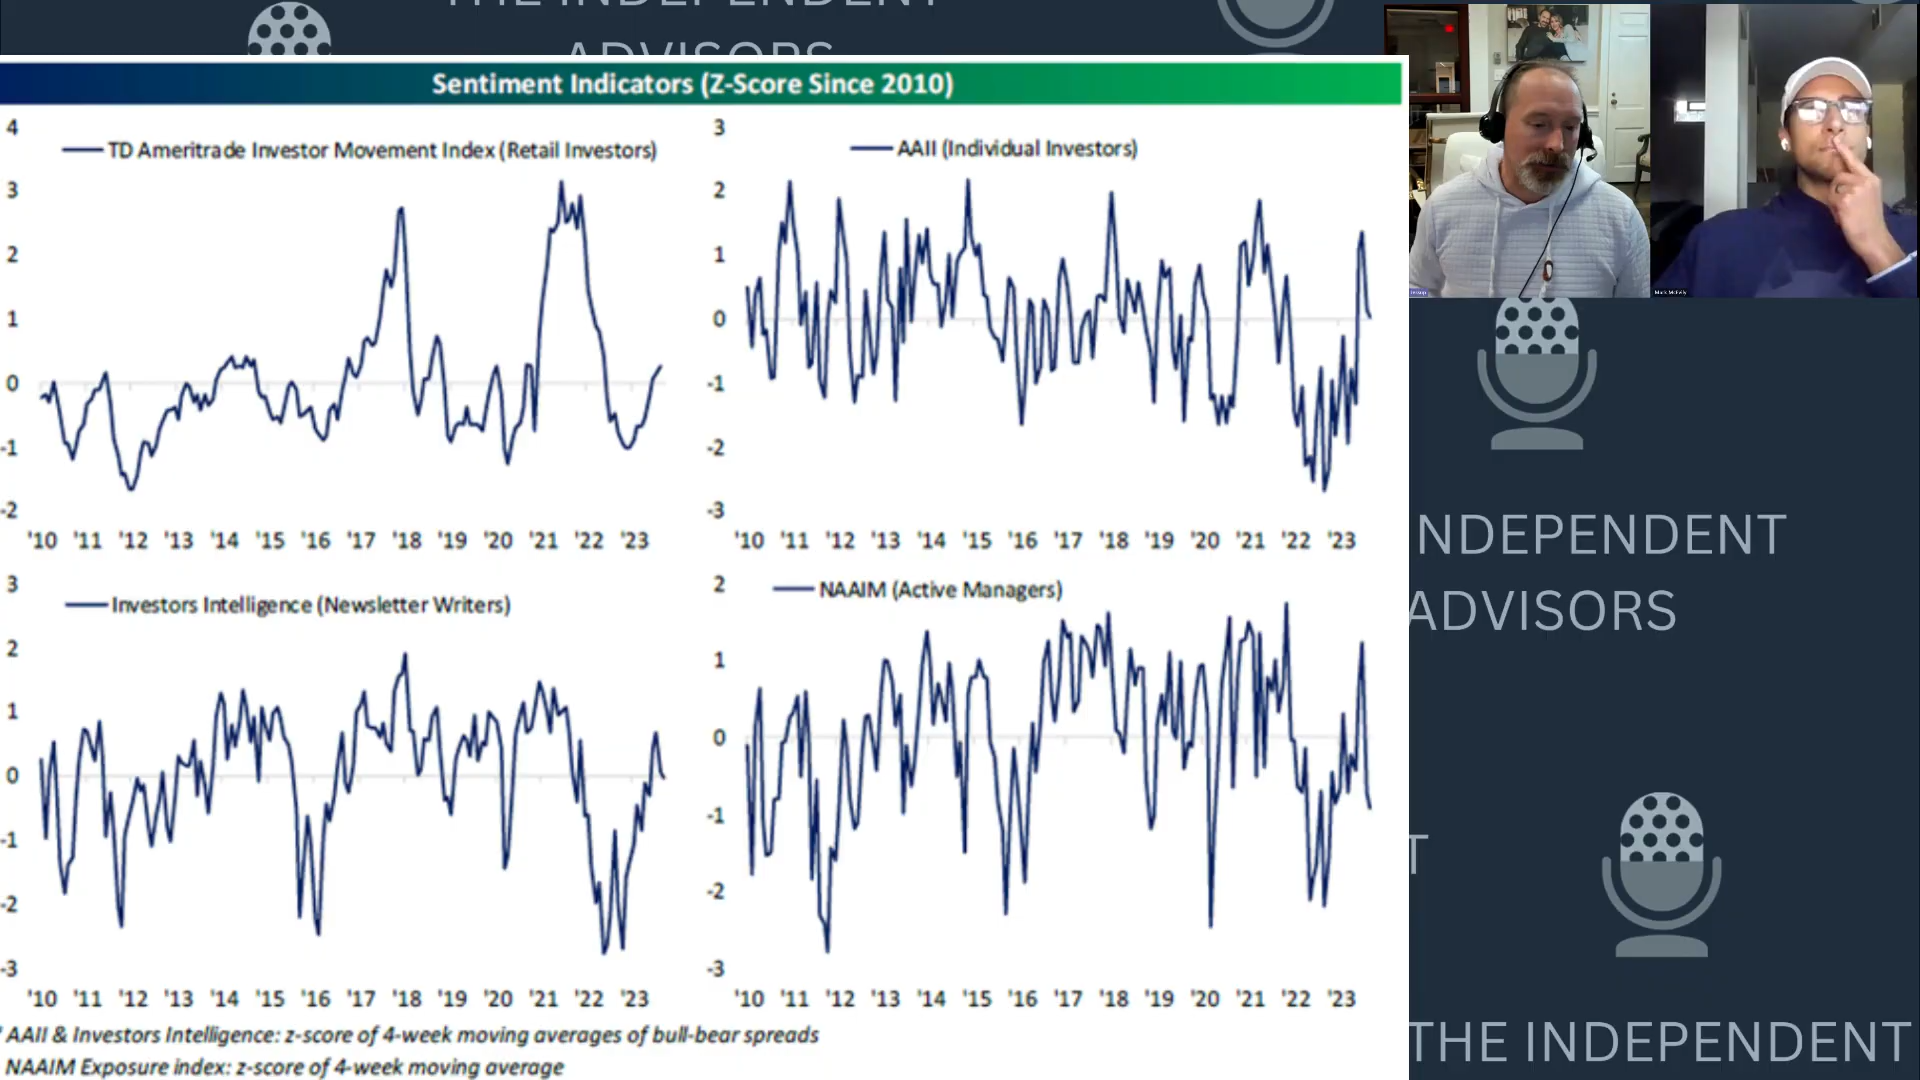 THE INDEPENDENT
ADVISORS
Sentiment Indicators (Z-Score Since 2010)
TD Ameritrade Investor Movement Index (Retail Investors)
4
3
2
1
0
-1
-2
'10 '11 '12 '13 '14 '15 '16 '17 '18 '19 '20 '21 '22 '23
AAII (Individual Investors)
3
2
1
0
-1
-2
-3
'10 '11 '12 '13 '14 '15 '16 '17 '18 '19 '20 '21 '22 '23
Investors Intelligence (Newsletter Writers)
3
2
1
0
-1
-2
-3
'10 '11 '12 '13 '14 '15 '16 '17 '18 '19 '20 '21 '22 '23
NAAIM (Active Managers)
2
1
0
-1
-2
-3
'10 '11 '12 '13 '14 '15 '16 '17 '18 '19 '20 '21 '22 '23
* AAII & Investors Intelligence: z-score of 4-week moving averages of bull-bear spreads
NAAIM Exposure index: z-score of 4-week moving average
Mark McEvily
NDEPENDENT
ADVISORS
T
THE INDEPENDENT